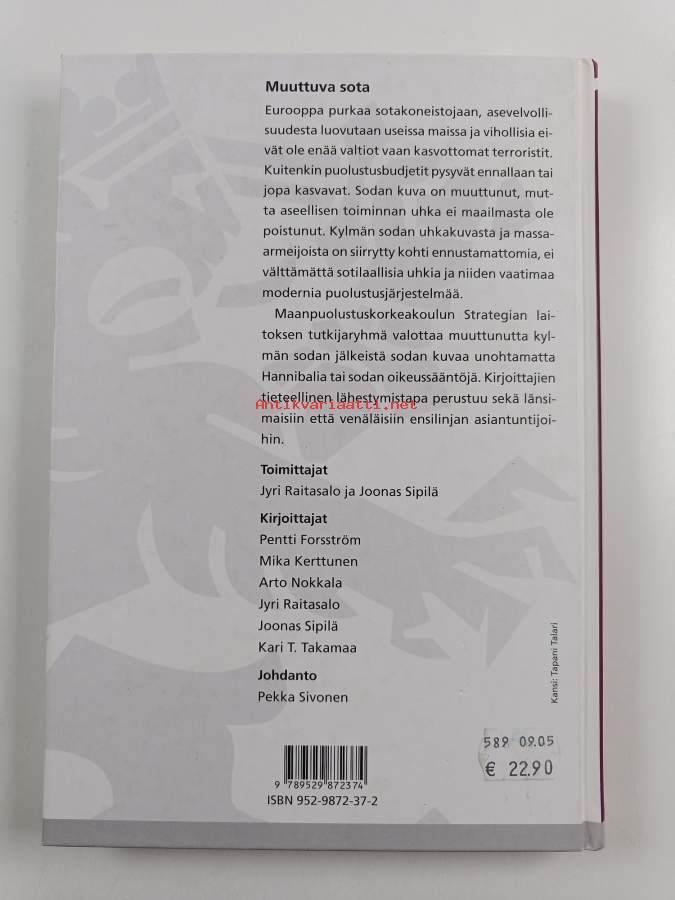 Muuttuva sota
Eurooppa purkaa sotakoneistojaan, asevelvolli-
suudesta luovutaan useissa maissa ja vihollisia ei-
vät ole enää valtiot vaan kasvottomat terroristit.
Kuitenkin puolustusbudjetit pysyvät ennallaan tai
jopa kasvavat. Sodan kuva on muuttunut, mut-
ta aseellisen toiminnan uhka ei maailmasta ole
poistunut. Kylmän sodan uhkakuvasta ja massa-
armeijoista on siirrytty kohti ennustamattomia, ei
välttämättä sotilaallisia uhkia ja niiden vaatimaa
modernia puolustusjärjestelmää.
Maanpuolustuskorkeakoulun Strategian lai-
toksen tutkijaryhmä valottaa muuttunutta kyl-
män sodan jälkeistä sodan kuvaa unohtamatta
Hannibalia tai sodan oikeussääntöjä. Kirjoittajien
tieteellinen lähestymistapa perustuu sekä länsi-
Antikvariaatti.net
maisiin että venäläisiin ensilinjan asiantuntijoi-
hin.
Toimittajat
Jyri Raitasalo ja Joonas Sipilä
Kirjoittajat
Pentti Forsström
Mika Kerttunen
Arto Nokkala
Jyri Raitasalo
Joonas Sipilä
Kari T. Takamaa
Johdanto
Pekka Sivonen
Kansi: Tapani Talari
589 09.05
€ 22.90
9 789529 872374
ISBN 952-9872-37-2